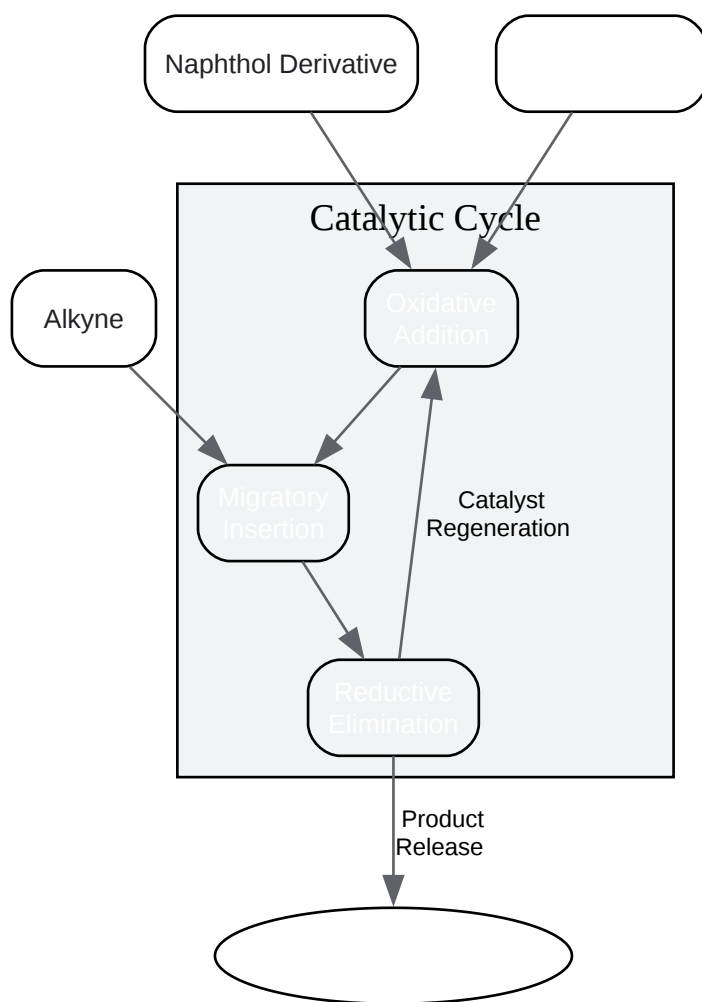 Naphthol Derivative
Catalytic Cycle
Oxidative
Addition
Alkyne
Migratory
Insertion
Catalyst
Regeneration
Reductive
Elimination
Product
Release